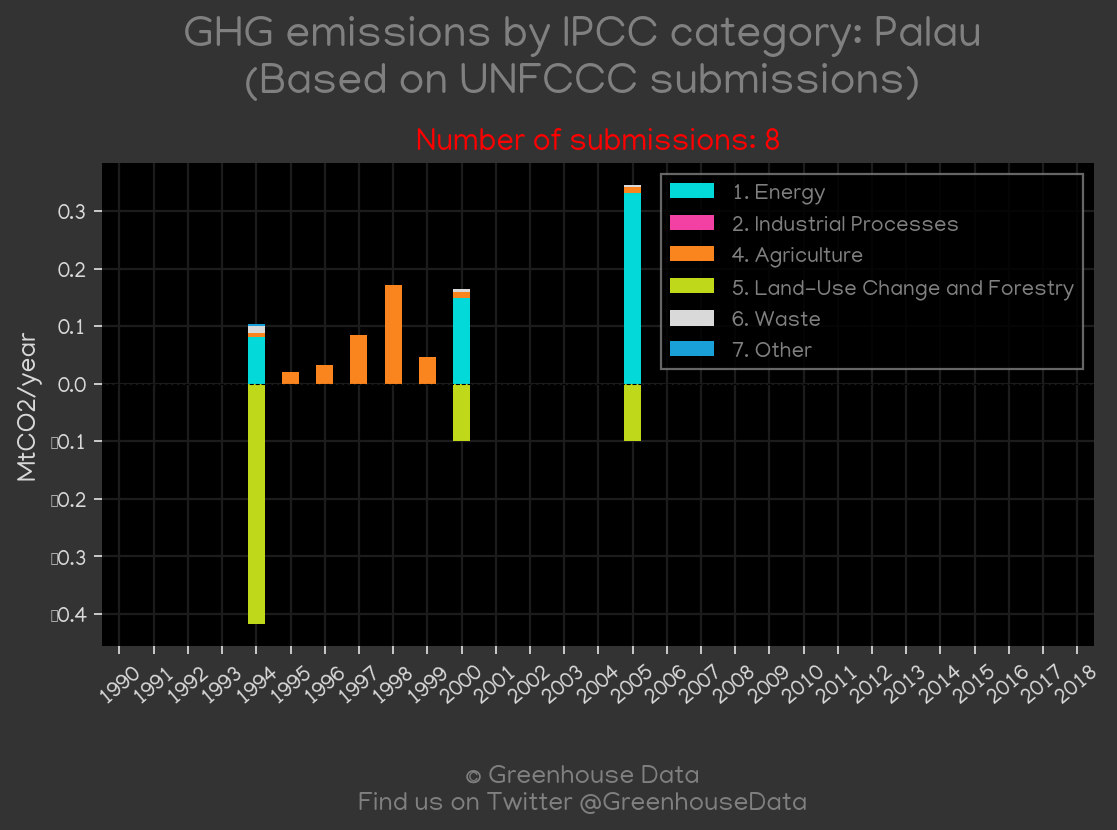 GHG emissions by IPCC category: Palau
(Based on UNFCCC submissions)
Number of submissions: 8
1. Energy
2. Industrial Processes
4. Agriculture
5. Land-Use Change and Forestry
6. Waste
7. Other
MtCO2/year
0.3
0.2
0.1
0.0
▯0.1
▯0.2
▯0.3
▯0.4
1990 1991 1992 1993 1994 1995 1996 1997 1998 1999 2000 2001 2002 2003 2004 2005 2006 2007 2008 2009 2010 2011 2012 2013 2014 2015 2016 2017 2018
© Greenhouse Data
Find us on Twitter @GreenhouseData